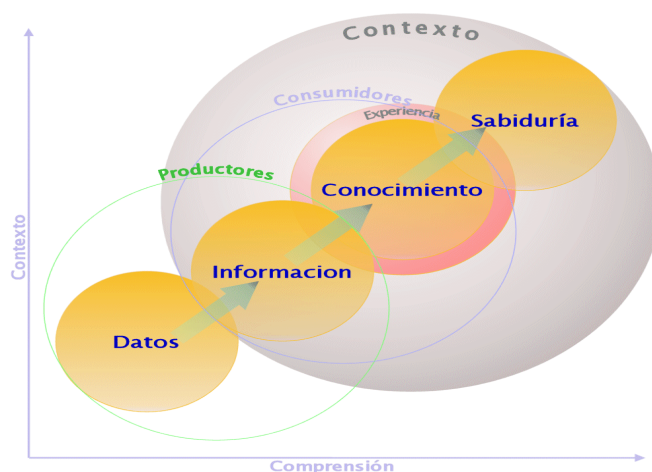 Contexto
Consumidores
Experiencia
Sabiduría
Productores
Conocimiento
Contexto
Informacion
Datos
Comprensión